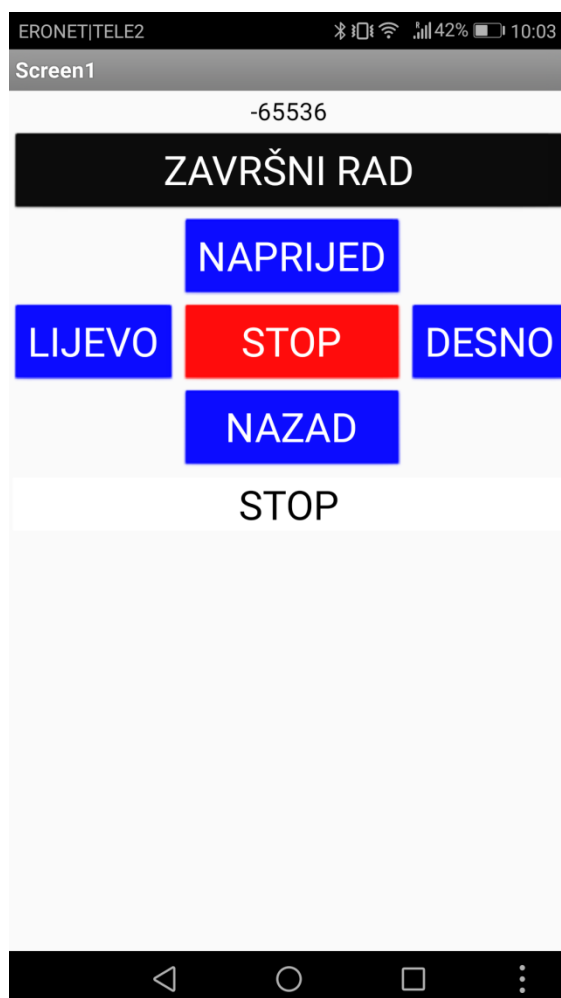 ERONET|TELE2 42% 10:03
Screen1
-65536
ZAVRŠNI RAD
NAPRIJED
LIJEVO STOP DESNO
NAZAD
STOP